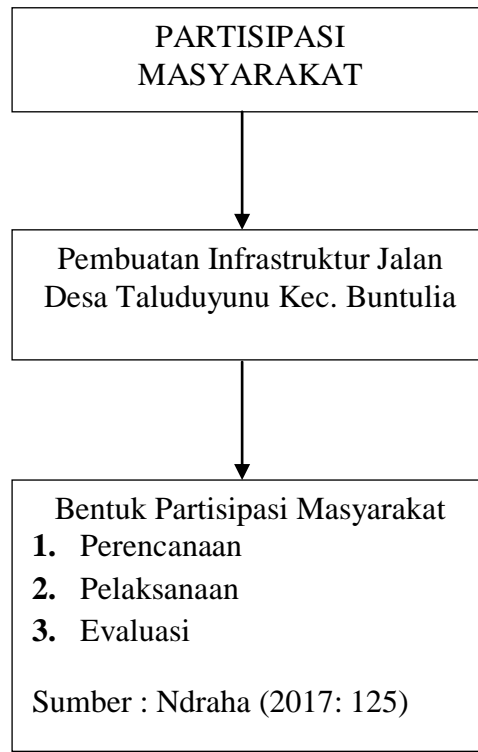 PARTISIPASI
MASYARAKAT
Pembuatan Infrastruktur Jalan
Desa Taluduyunu Kec. Buntulia
Bentuk Partisipasi Masyarakat
1. Perencanaan
2. Pelaksanaan
3. Evaluasi
Sumber : Ndraha (2017: 125)